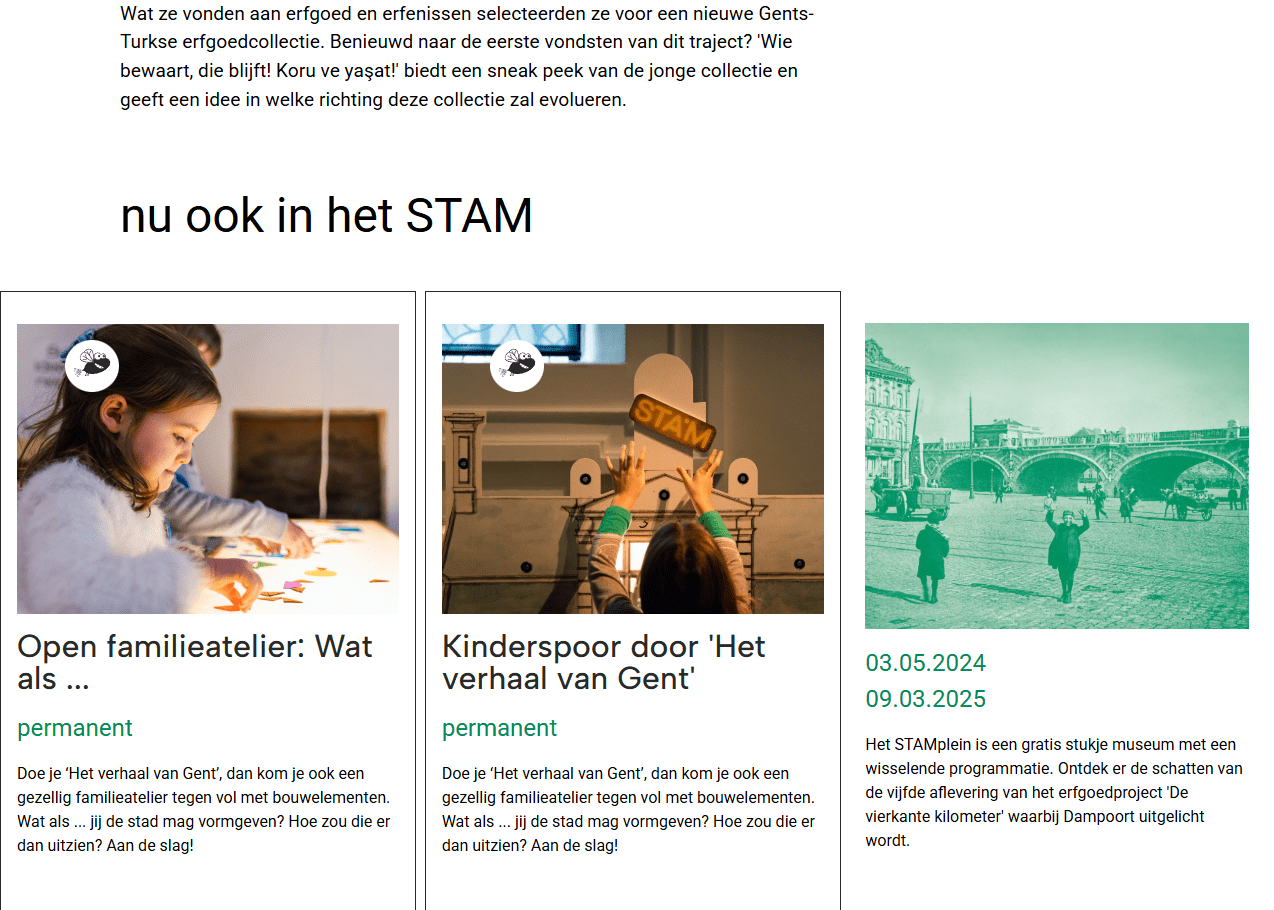 Wat ze vonden aan erfgoed en erfenissen selecteerden ze voor een nieuwe Gents-
Turkse erfgoedcollectie. Benieuwd naar de eerste vondsten van dit traject? 'Wie
bewaart, die blijft! Koru ve yaşat!' biedt een sneak peek van de jonge collectie en
geeft een idee in welke richting deze collectie zal evolueren.
nu ook in het STAM
Open familieatelier: Wat
als ...
permanent
Doe je ‘Het verhaal van Gent’, dan kom je ook een
gezellig familieatelier tegen vol met bouwelementen.
Wat als ... jij de stad mag vormgeven? Hoe zou die er
dan uitzien? Aan de slag!
STAM
Kinderspoor door 'Het
verhaal van Gent'
permanent
Doe je ‘Het verhaal van Gent’, dan kom je ook een
gezellig familieatelier tegen vol met bouwelementen.
Wat als ... jij de stad mag vormgeven? Hoe zou die er
dan uitzien? Aan de slag!
03.05.2024
09.03.2025
Het STAMplein is een gratis stukje museum met een
wisselende programmatie. Ontdek er de schatten van
de vijfde aflevering van het erfgoedproject 'De
vierkante kilometer' waarbij Dampoort uitgelicht
wordt.